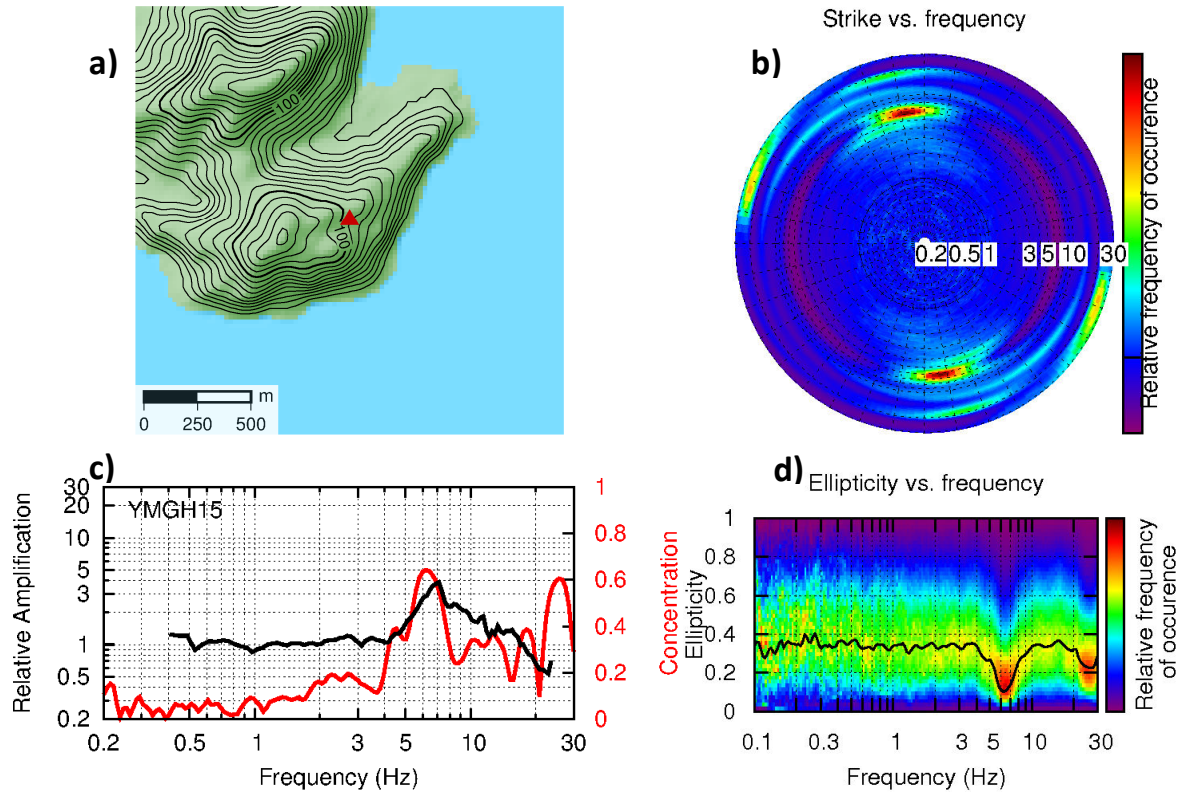 a)
100
100
m
0 250 500
Strike vs. frequency
b)
0.2 0.5 1 3 5 10 30
Relative frequency of occurence
c)
YMGH15
30
20
10
5
3
2
1
0.5
0.2
Relative Amplification
0.2 0.5 1 2 3 5 10 30
Frequency (Hz)
1
0.8
0.6
0.4
0.2
0
Concentration
d)
Ellipticity vs. frequency
1
0.8
0.6
0.4
0.2
0
Ellipticity
0.1 0.3 1 3 5 10 30
Frequency (Hz)
Relative frequency
of occurence